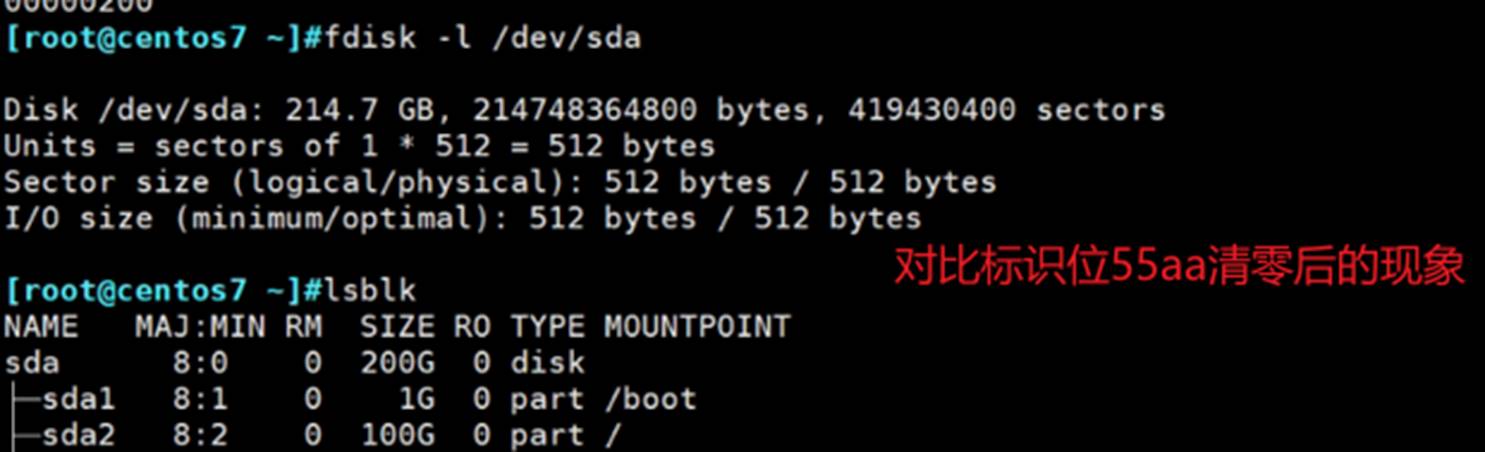 00000200
[root@centos7 ~]#fdisk -l /dev/sda
Disk /dev/sda: 214.7 GB, 214748364800 bytes, 419430400 sectors
Units = sectors of 1 * 512 = 512 bytes
Sector size (logical/physical): 512 bytes / 512 bytes
I/O size (minimum/optimal): 512 bytes / 512 bytes
对比标识位55aa清零后的现象
[root@centos7 ~]#lsblk
NAME   MAJ:MIN RM  SIZE RO TYPE MOUNTPOINT
sda      8:0    0  200G  0 disk
├─sda1   8:1    0    1G  0 part /boot
├─sda2   8:2    0  100G  0 part /